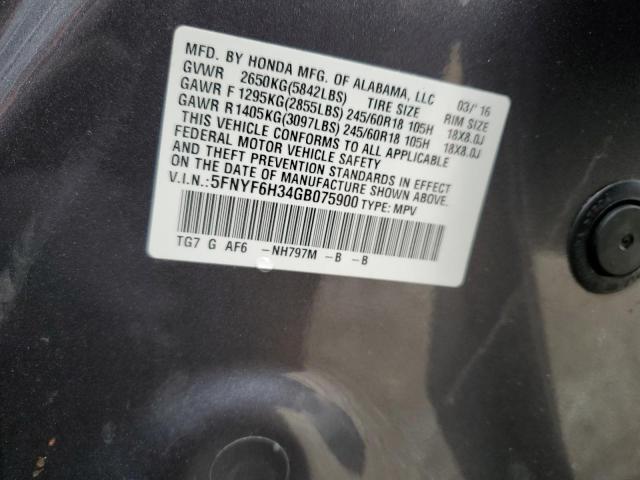 MFD. BY HONDA MFG. OF ALABAMA, LLC 03/'16
GVWR 2650KG(5842LBS) TIRE SIZE RIM SIZE
GAWR F 1295KG(2855LBS) 245/60R18 105H 18X8.0J
GAWR R 1405KG(3097LBS) 245/60R18 105H 18X8.0J
THIS VEHICLE CONFORMS TO ALL APPLICABLE
FEDERAL MOTOR VEHICLE SAFETY
AND THEFT PREVENTION STANDARDS IN EFFECT
ON DATE OF MANUFACTURE SHOWN ABOVE.
V.I.N.:5FNYF6H34GB075900 TYPE: MPV
TG7 G AF6 -NH797M -B -B